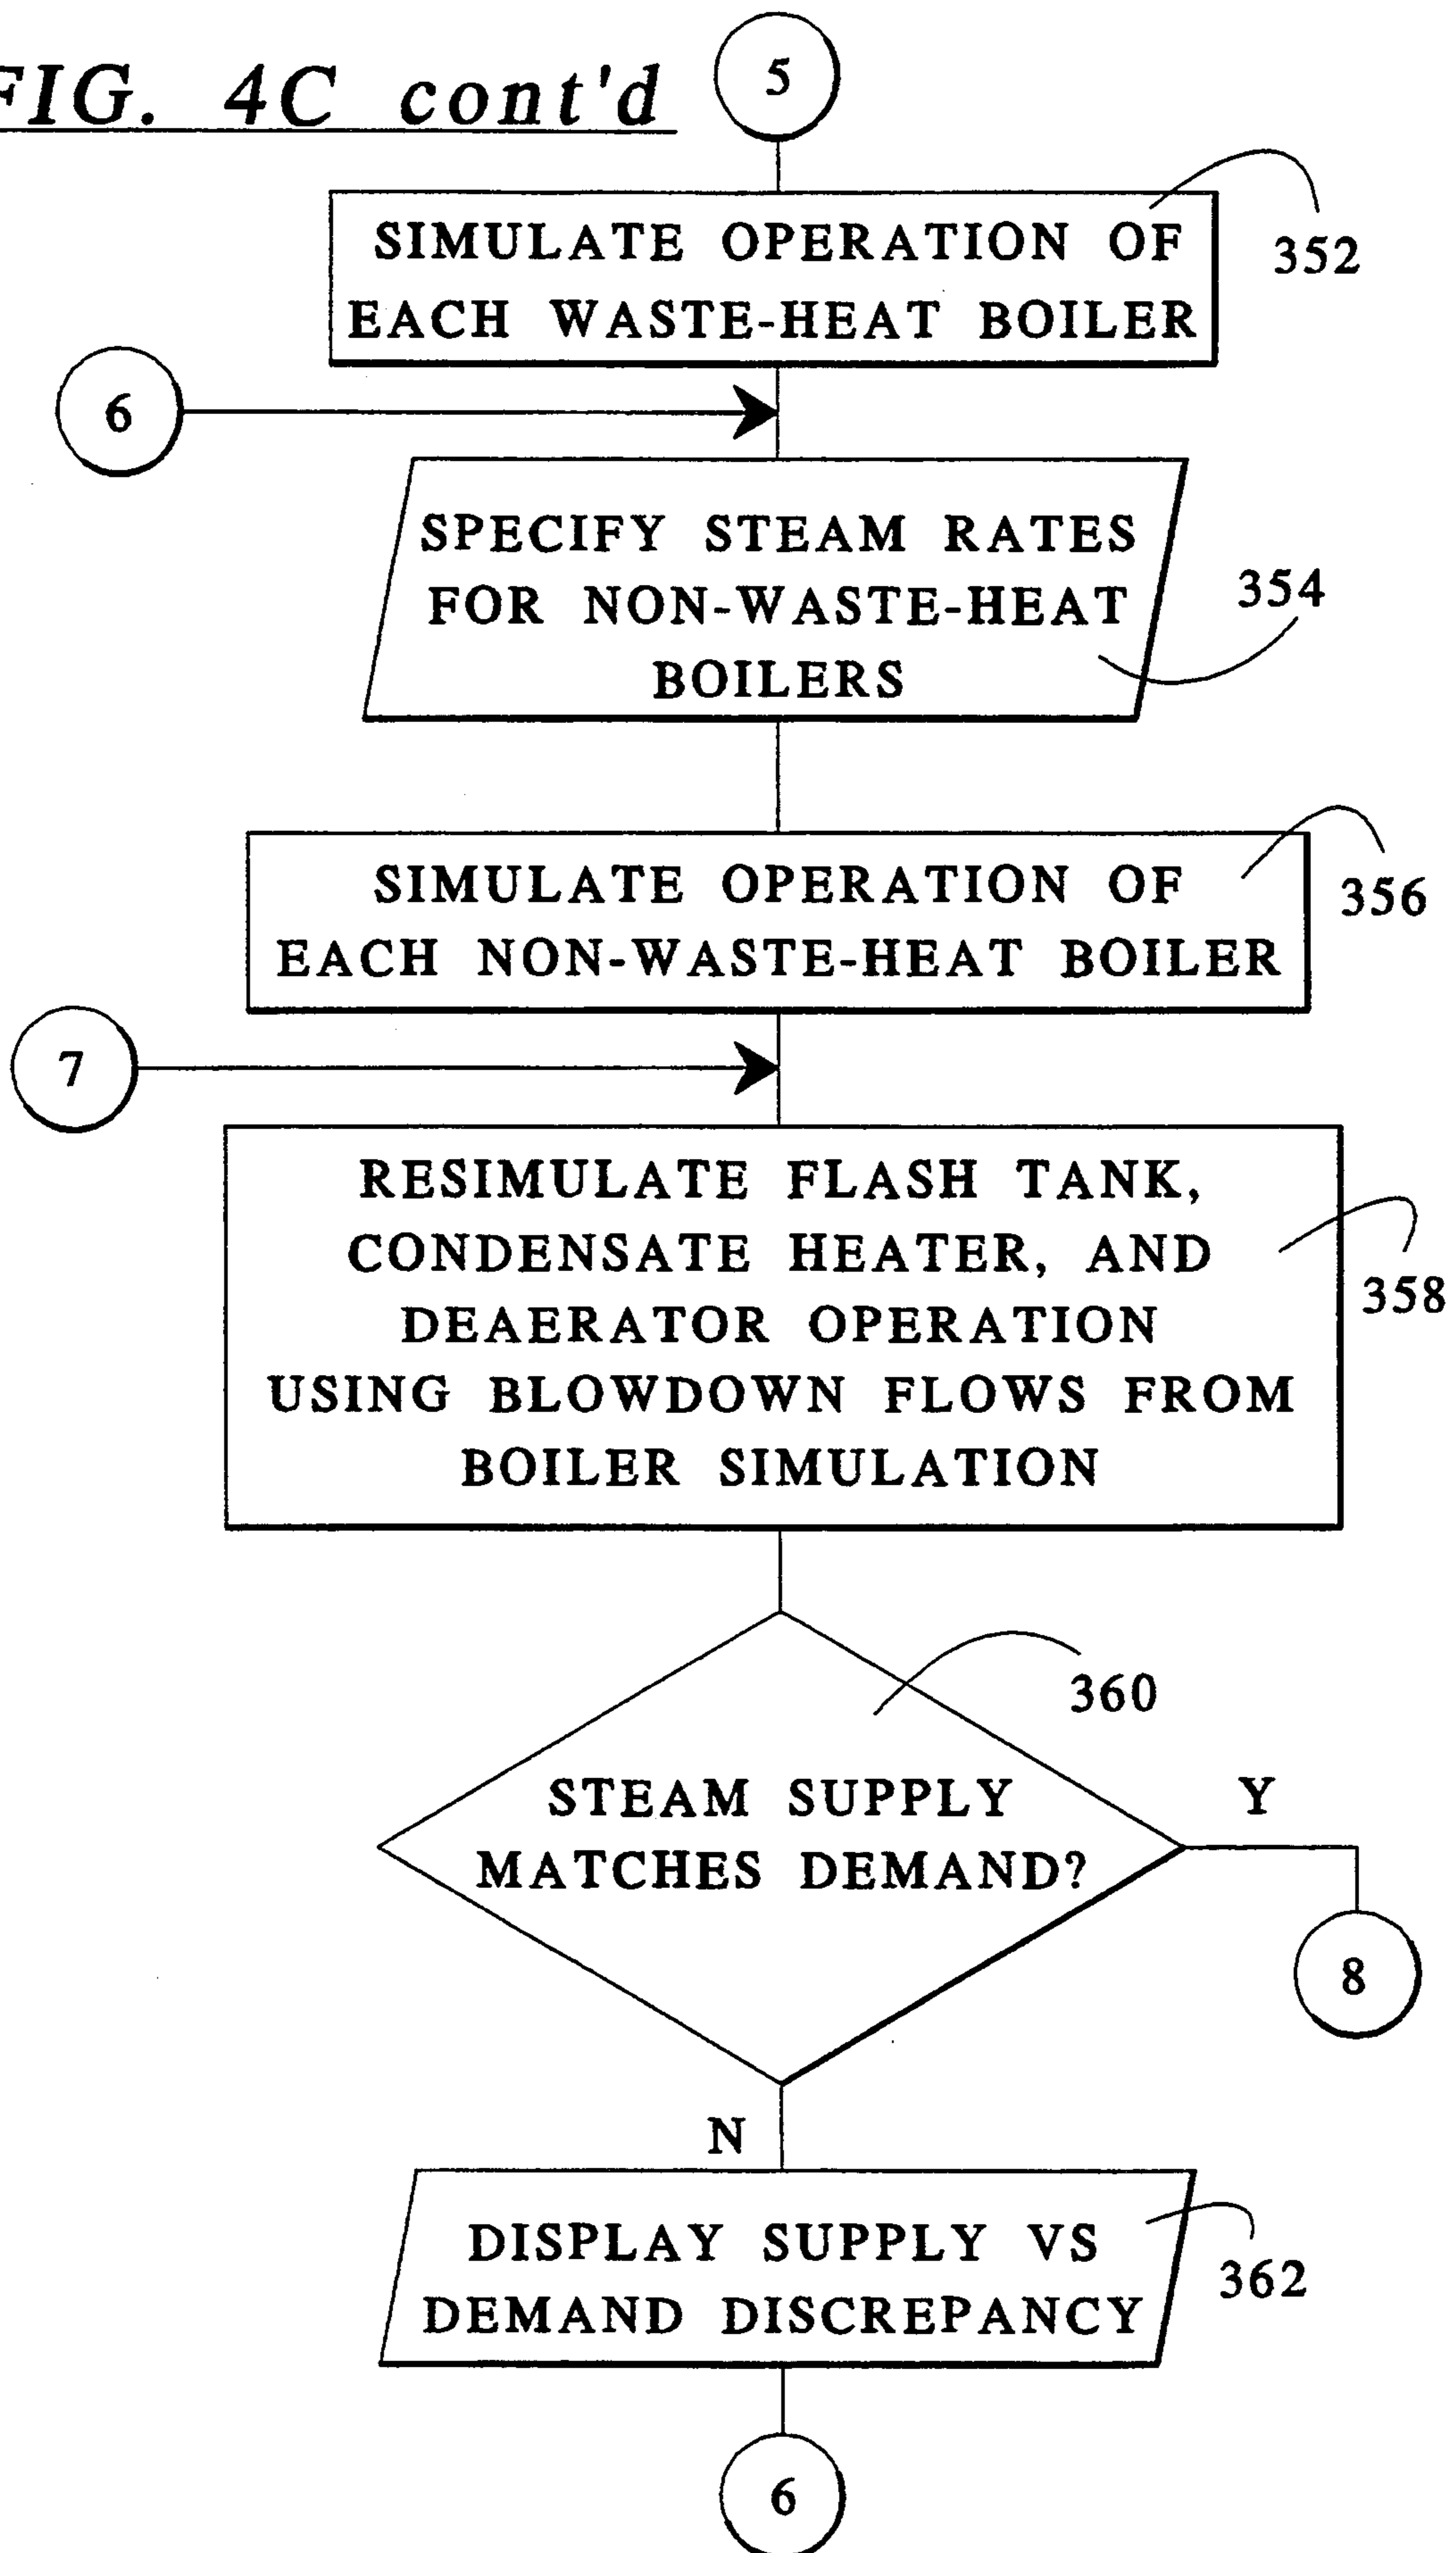 FIG. 4C cont'd
5
SIMULATE OPERATION OF
EACH WASTE-HEAT BOILER
352
6
SPECIFY STEAM RATES
FOR NON-WASTE-HEAT
BOILERS
354
SIMULATE OPERATION OF
EACH NON-WASTE-HEAT BOILER
356
7
RESIMULATE FLASH TANK,
CONDENSATE HEATER, AND
DEAERATOR OPERATION
USING BLOWDOWN FLOWS FROM
BOILER SIMULATION
358
360
STEAM SUPPLY
MATCHES DEMAND?
Y
8
N
DISPLAY SUPPLY VS
DEMAND DISCREPANCY
362
6